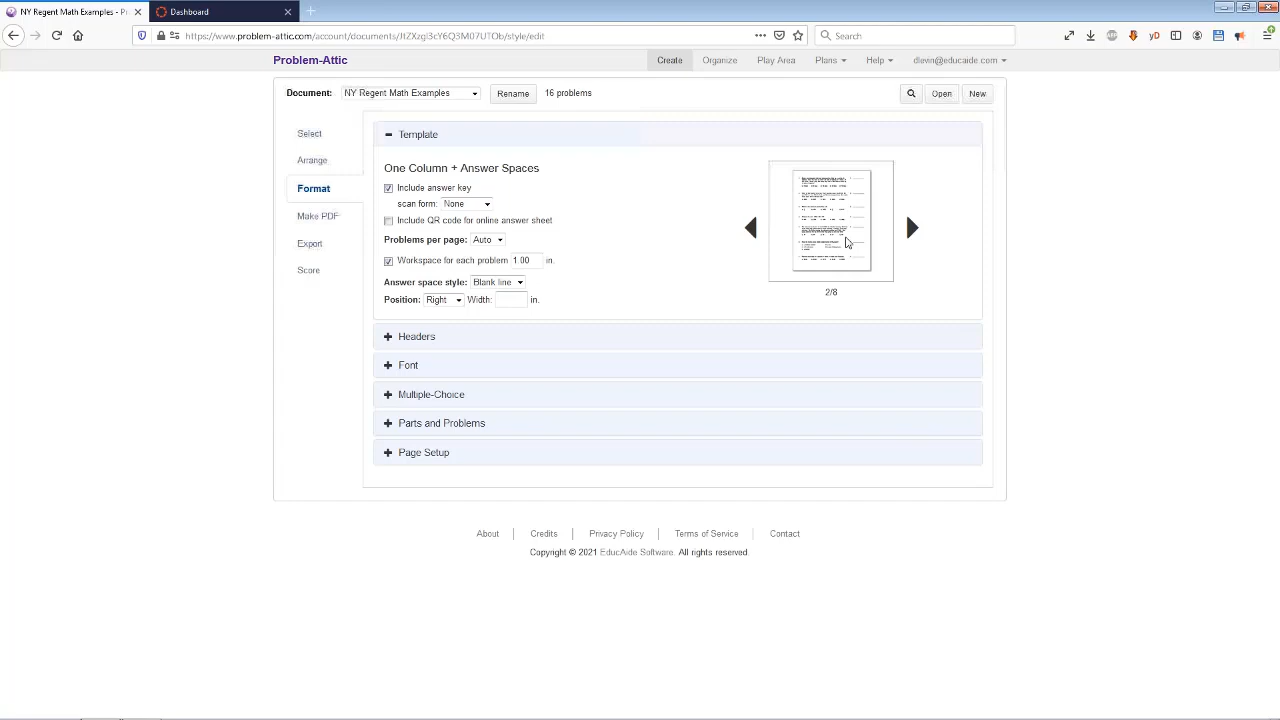 NY Regent Math Examples - P
Dashboard
https://www.problem-attic.com/account/documents/JtZXzgi3cY6Q3M07UTOb/style/edit
Search
Problem-Attic
Create
Organize
Play Area
Plans
Help
dlevin@educaide.com
Document:
NY Regent Math Examples
Rename
16 problems
Open
New
Select
Arrange
Format
Make PDF
Export
Score
Template
One Column + Answer Spaces
Include answer key
scan form: None
Include QR code for online answer sheet
Problems per page: Auto
Workspace for each problem 1.00 in.
Answer space style: Blank line
Position: Right Width: in.
2/8
Headers
Font
Multiple-Choice
Parts and Problems
Page Setup
About
Credits
Privacy Policy
Terms of Service
Contact
Copyright © 2021 EducAide Software. All rights reserved